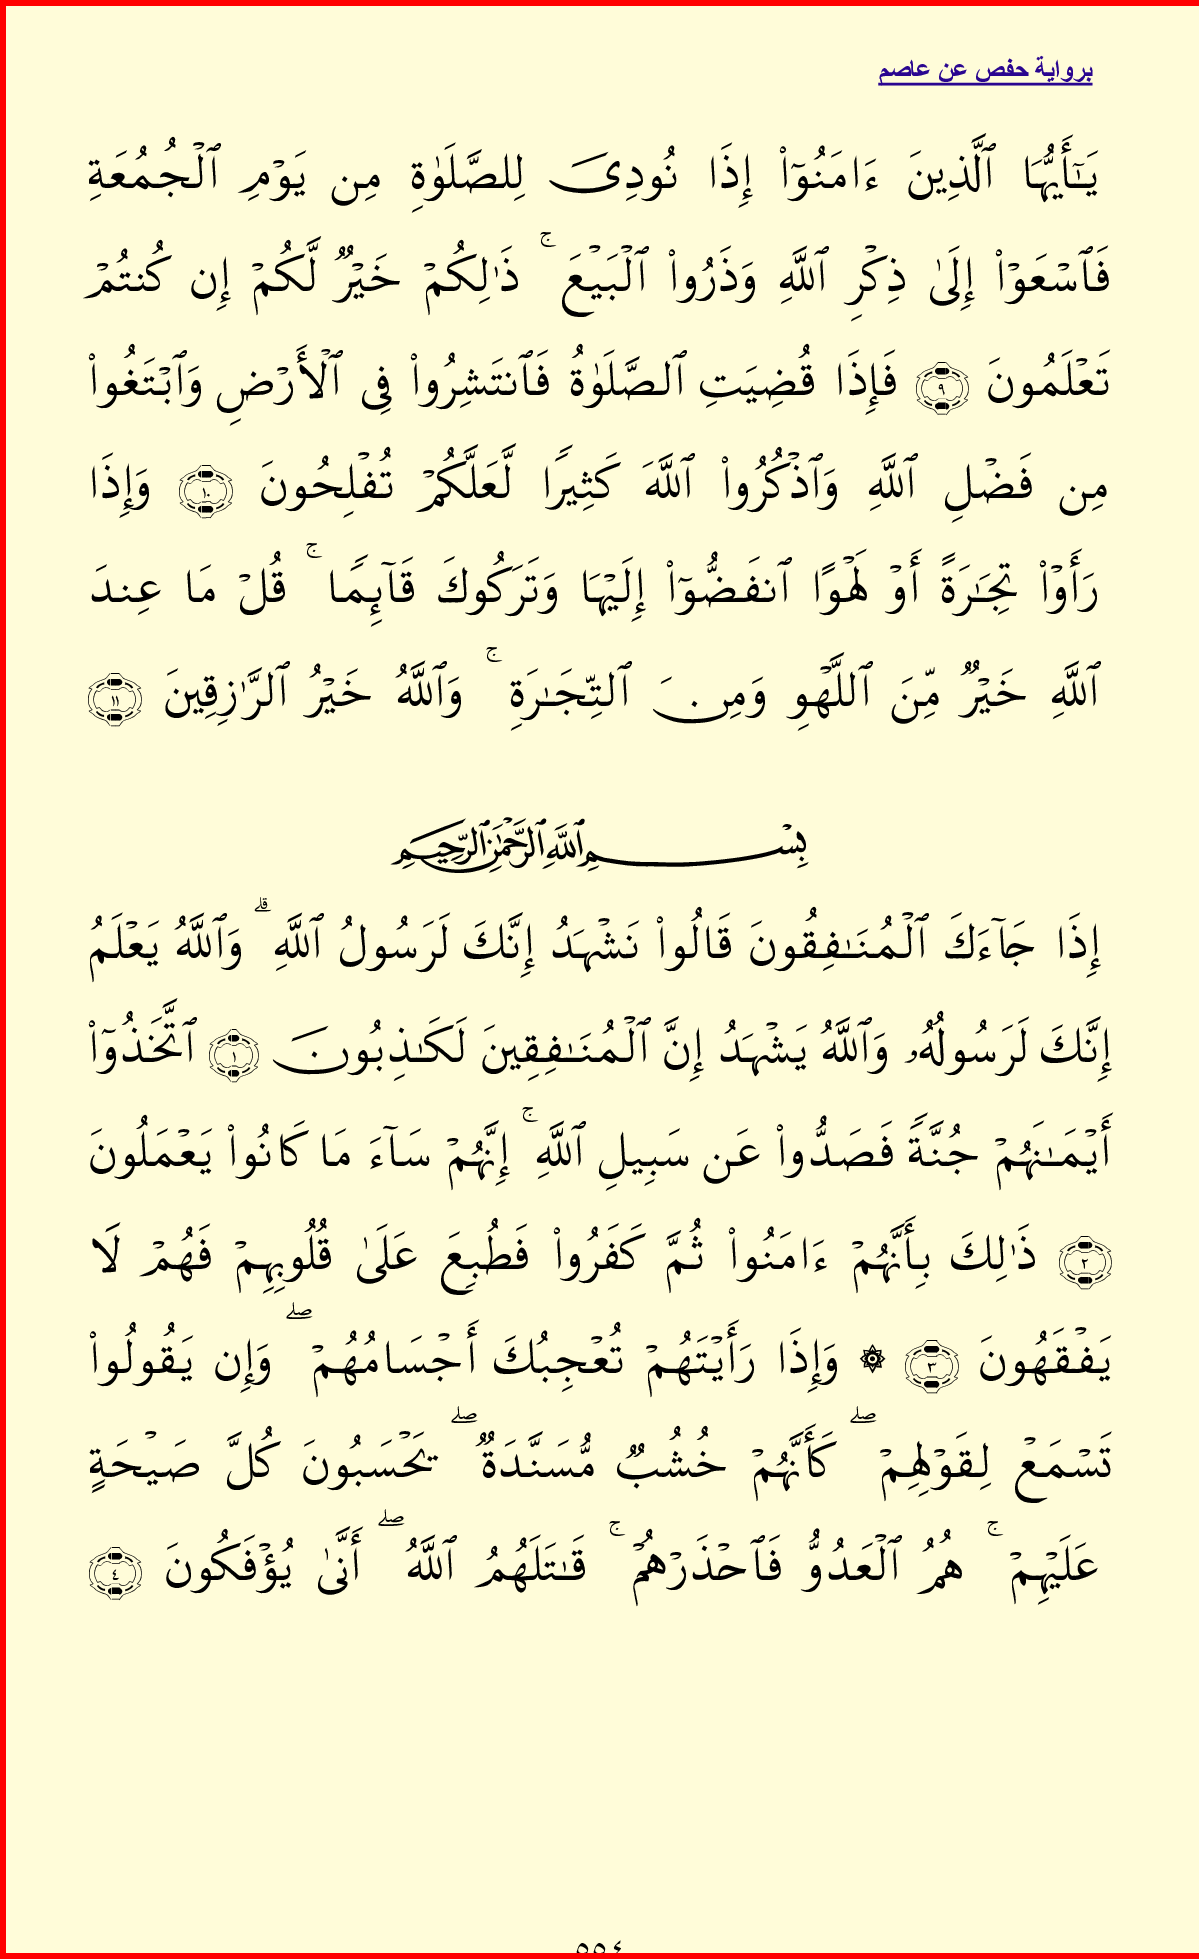 برواية حفص عن عاصم
يَٰٓأَيُّهَا ٱلَّذِينَ ءَامَنُوٓا۟ إِذَا نُودِىَ لِلصَّلَوٰةِ مِن يَوْمِ ٱلْجُمُعَةِ
فَٱسْعَوْا۟ إِلَىٰ ذِكْرِ ٱللَّهِ وَذَرُوا۟ ٱلْبَيْعَ ۚ ذَٰلِكُمْ خَيْرٌ لَّكُمْ إِن كُنتُمْ
تَعْلَمُونَ ٩ فَإِذَا قُضِيَتِ ٱلصَّلَوٰةُ فَٱنتَشِرُوا۟ فِى ٱلْأَرْضِ وَٱبْتَغُوا۟
مِن فَضْلِ ٱللَّهِ وَٱذْكُرُوا۟ ٱللَّهَ كَثِيرًا لَّعَلَّكُمْ تُفْلِحُونَ ١٠ وَإِذَا
رَأَوْا۟ تِجَٰرَةً أَوْ لَهْوًا ٱنفَضُّوٓا۟ إِلَيْهَا وَتَرَكُوكَ قَآئِمًا ۚ قُلْ مَا عِندَ
ٱللَّهِ خَيْرٌ مِّنَ ٱللَّهْوِ وَمِنَ ٱلتِّجَٰرَةِ ۚ وَٱللَّهُ خَيْرُ ٱلرَّٰزِقِينَ ١١
بِسْمِ ٱللَّهِ ٱلرَّحْمَٰنِ ٱلرَّحِيمِ
إِذَا جَآءَكَ ٱلْمُنَٰفِقُونَ قَالُوا۟ نَشْهَدُ إِنَّكَ لَرَسُولُ ٱللَّهِ ۗ وَٱللَّهُ يَعْلَمُ
إِنَّكَ لَرَسُولُهُۥ وَٱللَّهُ يَشْهَدُ إِنَّ ٱلْمُنَٰفِقِينَ لَكَٰذِبُونَ ١ ٱتَّخَذُوٓا۟
أَيْمَٰنَهُمْ جُنَّةً فَصَدُّوا۟ عَن سَبِيلِ ٱللَّهِ ۚ إِنَّهُمْ سَآءَ مَا كَانُوا۟ يَعْمَلُونَ
٢ ذَٰلِكَ بِأَنَّهُمْ ءَامَنُوا۟ ثُمَّ كَفَرُوا۟ فَطُبِعَ عَلَىٰ قُلُوبِهِمْ فَهُمْ لَا
يَفْقَهُونَ ٣ ۞ وَإِذَا رَأَيْتَهُمْ تُعْجِبُكَ أَجْسَامُهُمْ ۖ وَإِن يَقُولُوا۟
تَسْمَعْ لِقَوْلِهِمْ ۖ كَأَنَّهُمْ خُشُبٌ مُّسَنَّدَةٌ ۖ يَحْسَبُونَ كُلَّ صَيْحَةٍ
عَلَيْهِمْ ۚ هُمُ ٱلْعَدُوُّ فَٱحْذَرْهُمْ ۚ قَٰتَلَهُمُ ٱللَّهُ ۖ أَنَّىٰ يُؤْفَكُونَ ٤
٥٥٤